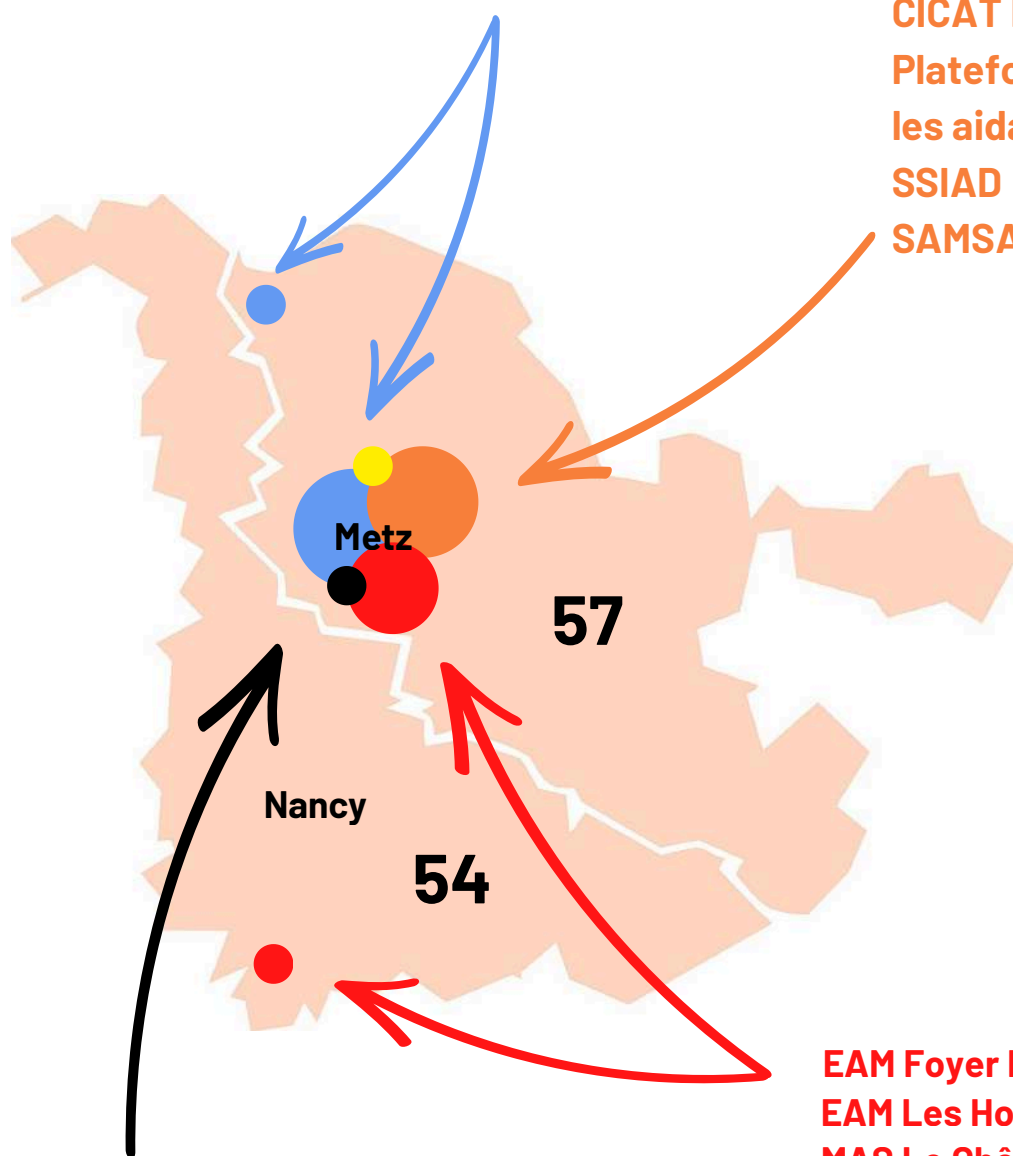 CICAT
Platefo
les aida
SSIAD
SAMSA
Metz
57
Nancy
54
EAM Foyer
EAM Les Ho